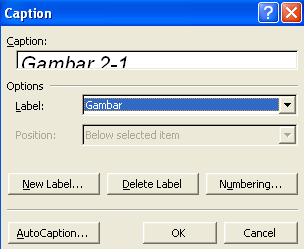 Caption
Caption:
Gambar 2-1
Options
Label: Gambar
Position: Below selected item
New Label... Delete Label Numbering...
AutoCaption... OK Cancel